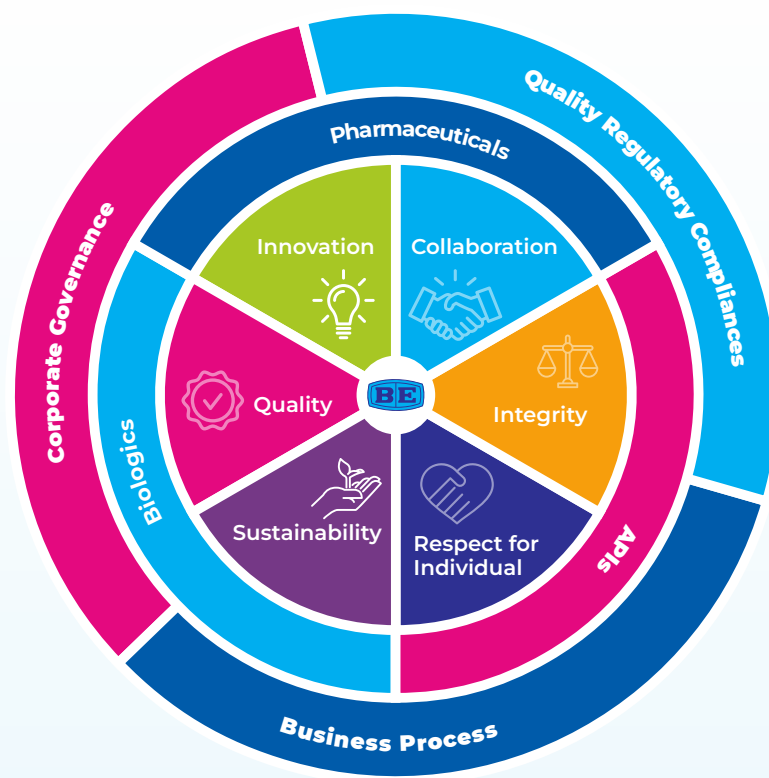 Quality Regulatory Compliances
Pharmaceuticals
Corporate Governance
Innovation
Collaboration
BE
Quality
Integrity
Biologics
Sustainability
Respect for
Individual
APIs
Business Process